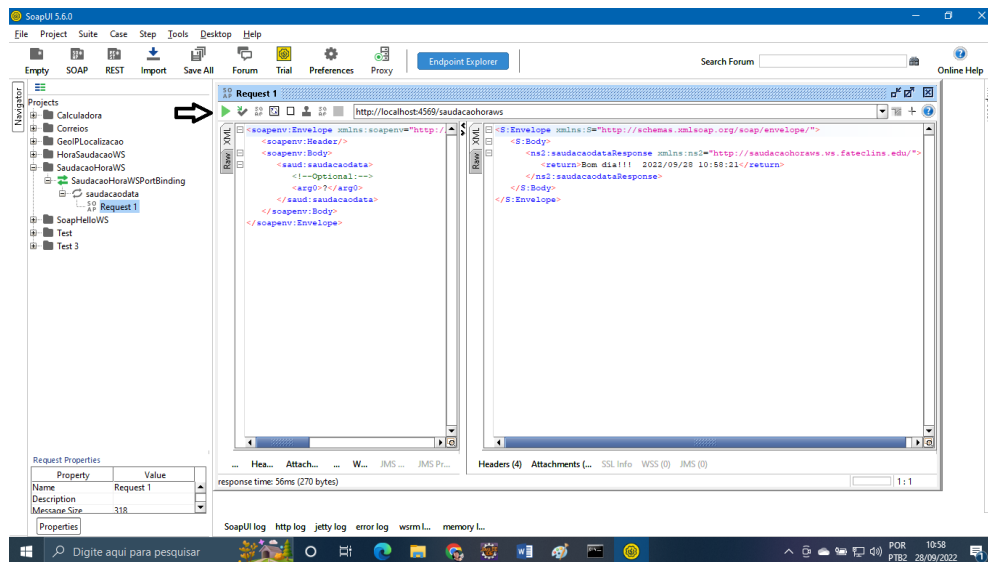 SoapUI 5.6.0
File Project Suite Case Step Tools Desktop Help
Empty SOAP REST Import Save All Forum Trial Preferences Proxy
Endpoint Explorer
Search Forum
Online Help
Navigator
Projects
Calculadora
Correios
GeoIPLocalizacao
HoraSaudacaoWS
SaudacaoHoraWS
SaudacaoHoraWSPortBinding
saudacaodata
Request 1
SoapHelloWS
Test
Test 3
Request 1
http://localhost:4569/saudacaohoraws
XML
Raw
<soapenv:Envelope xmlns:soapenv="http:/
<soapenv:Header/>
<soapenv:Body>
<saud:saudacaodata>
<!--Optional:-->
<arg0>?</arg0>
</saud:saudacaodata>
</soapenv:Body>
</soapenv:Envelope>
XML
Raw
<S:Envelope xmlns:S="http://schemas.xmlsoap.org/soap/envelope/">
<S:Body>
<ns2:saudacaodataResponse xmlns:ns2="http://saudacaohoraws.ws.fateclins.edu/">
<return>Bom dia!!! 2022/09/28 10:58:21</return>
</ns2:saudacaodataResponse>
</S:Body>
</S:Envelope>
... Hea... Attach... ... W... JMS ... JMS Pr...
Headers (4) Attachments (... SSL Info WSS (0) JMS (0)
response time: 56ms (270 bytes)
1 : 1
Request Properties
Property Value
Name Request 1
Description
Message Size 318
Properties
SoapUI log http log jetty log error log wsrm l... memory l...
Digite aqui para pesquisar
POR
PTB2
10:58
28/09/2022